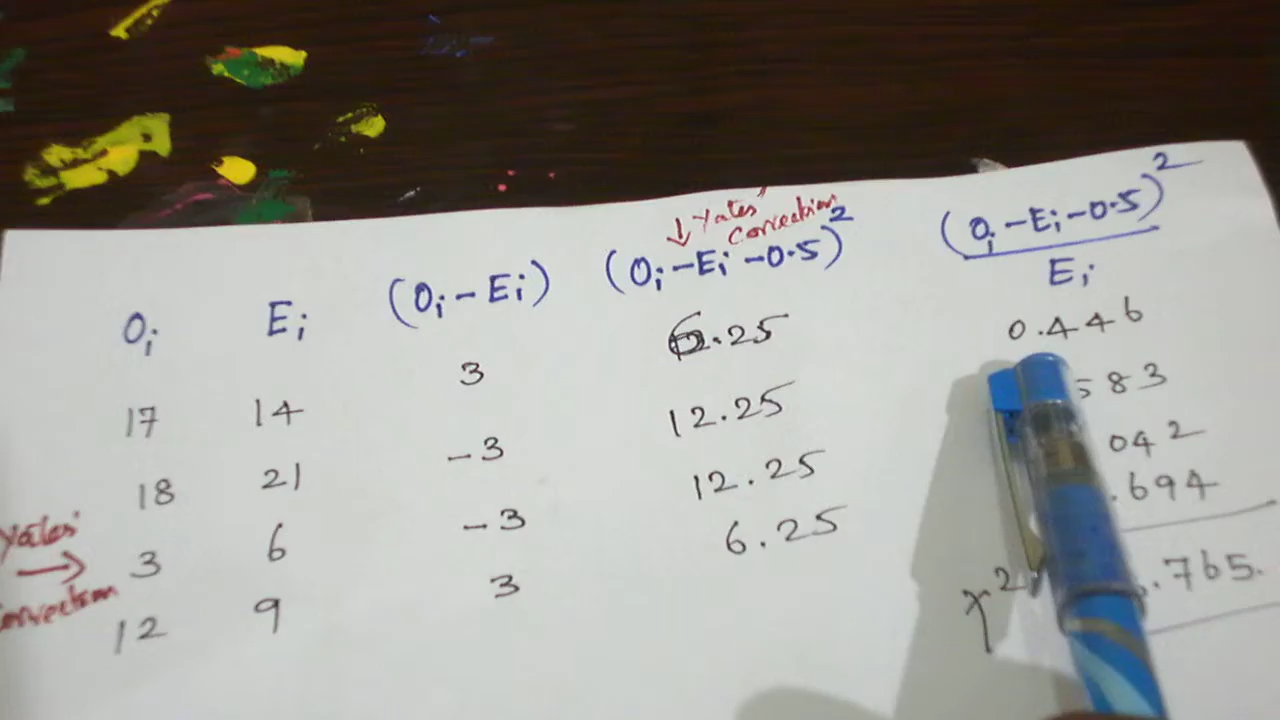 ↓ Yates' Correction
Oi Ei (Oi - Ei) (Oi - Ei - 0.5)² (Oi - Ei - 0.5)² / Ei
17 14 3 6.25 0.446
18 21 -3 12.25 583
Yates' → Correction
3 6 -3 12.25 042
12 9 3 6.25 .694
χ² .765.